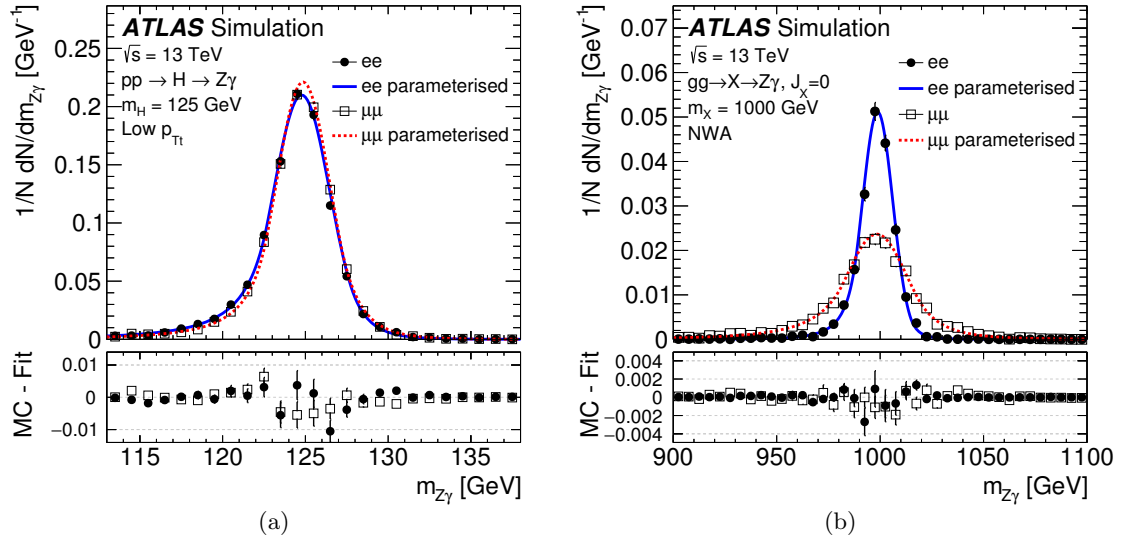 ATLAS Simulation
√s = 13 TeV
pp → H → Zγ
m_H = 125 GeV
Low p_Tt
ee
ee parameterised
μμ
μμ parameterised
1/N dN/dm_Zγ [GeV⁻¹]
0.25
0.2
0.15
0.1
0.05
0
MC - Fit
0.01
0
−0.01
115 120 125 130 135
m_Zγ [GeV]
(a)
ATLAS Simulation
√s = 13 TeV
gg→X→Zγ, J_X=0
m_X = 1000 GeV
NWA
ee
ee parameterised
μμ
μμ parameterised
1/N dN/dm_Zγ [GeV⁻¹]
0.07
0.06
0.05
0.04
0.03
0.02
0.01
0
MC - Fit
0.004
0.002
0
−0.002
−0.004
900 950 1000 1050 1100
m_Zγ [GeV]
(b)